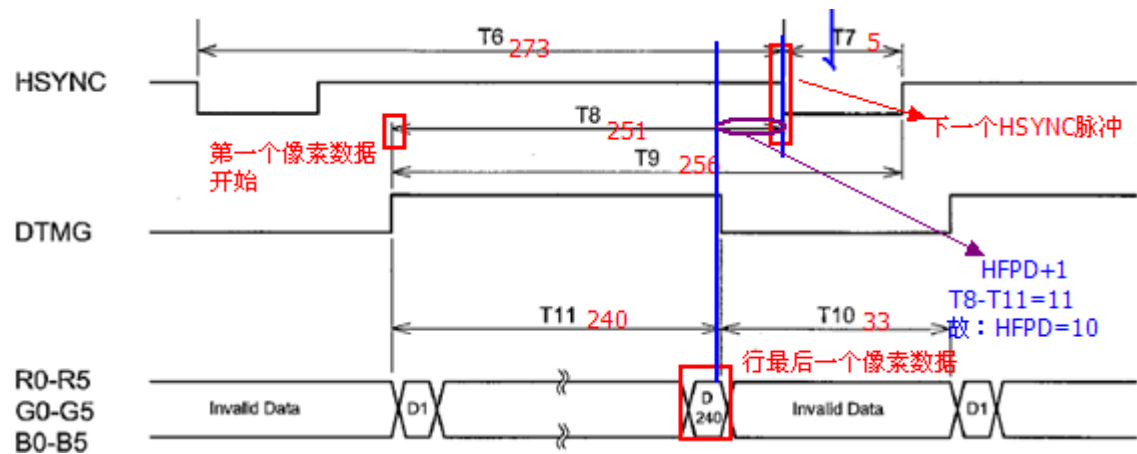 T6 273
T7 5
HSYNC
T8 251
下一个HSYNC脉冲
第一个像素数据
开始
T9 256
DTMG
HFPD+1
T8-T11=11
故：HFPD=10
T11 240
T10 33
行最后一个像素数据
R0-R5
G0-G5
B0-B5
Invalid Data
D1
D
240
Invalid Data
D1